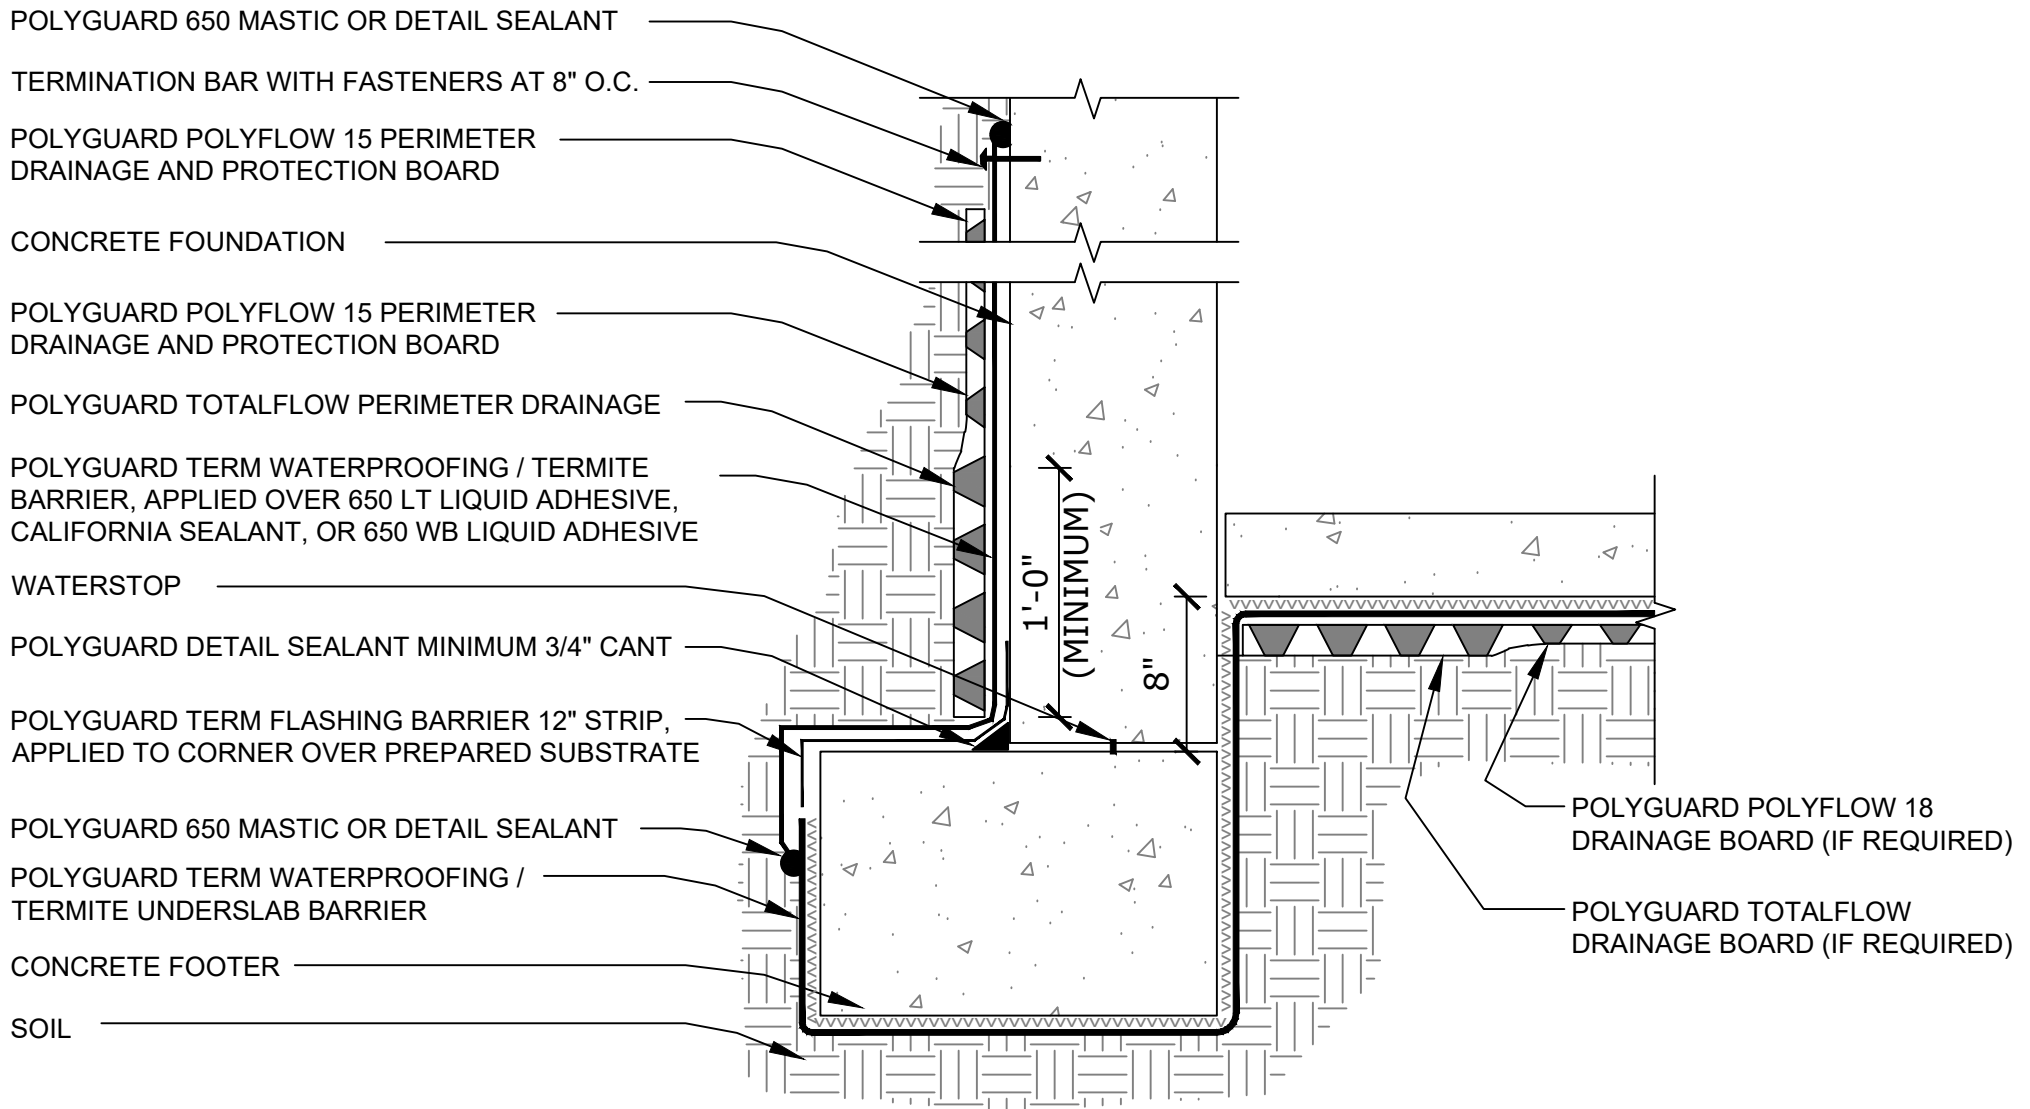 POLYGUARD 650 MASTIC OR DETAIL SEALANT
TERMINATION BAR WITH FASTENERS AT 8" O.C.
POLYGUARD POLYFLOW 15 PERIMETER
DRAINAGE AND PROTECTION BOARD
CONCRETE FOUNDATION
POLYGUARD POLYFLOW 15 PERIMETER
DRAINAGE AND PROTECTION BOARD
POLYGUARD TOTALFLOW PERIMETER DRAINAGE
POLYGUARD TERM WATERPROOFING / TERMITE
BARRIER, APPLIED OVER 650 LT LIQUID ADHESIVE,
CALIFORNIA SEALANT, OR 650 WB LIQUID ADHESIVE
WATERSTOP
POLYGUARD DETAIL SEALANT MINIMUM 3/4" CANT
POLYGUARD TERM FLASHING BARRIER 12" STRIP,
APPLIED TO CORNER OVER PREPARED SUBSTRATE
POLYGUARD 650 MASTIC OR DETAIL SEALANT
POLYGUARD TERM WATERPROOFING /
TERMITE UNDERSLAB BARRIER
CONCRETE FOOTER
SOIL
1'-0"
(MINIMUM)
8"
POLYGUARD POLYFLOW 18
DRAINAGE BOARD (IF REQUIRED)
POLYGUARD TOTALFLOW
DRAINAGE BOARD (IF REQUIRED)